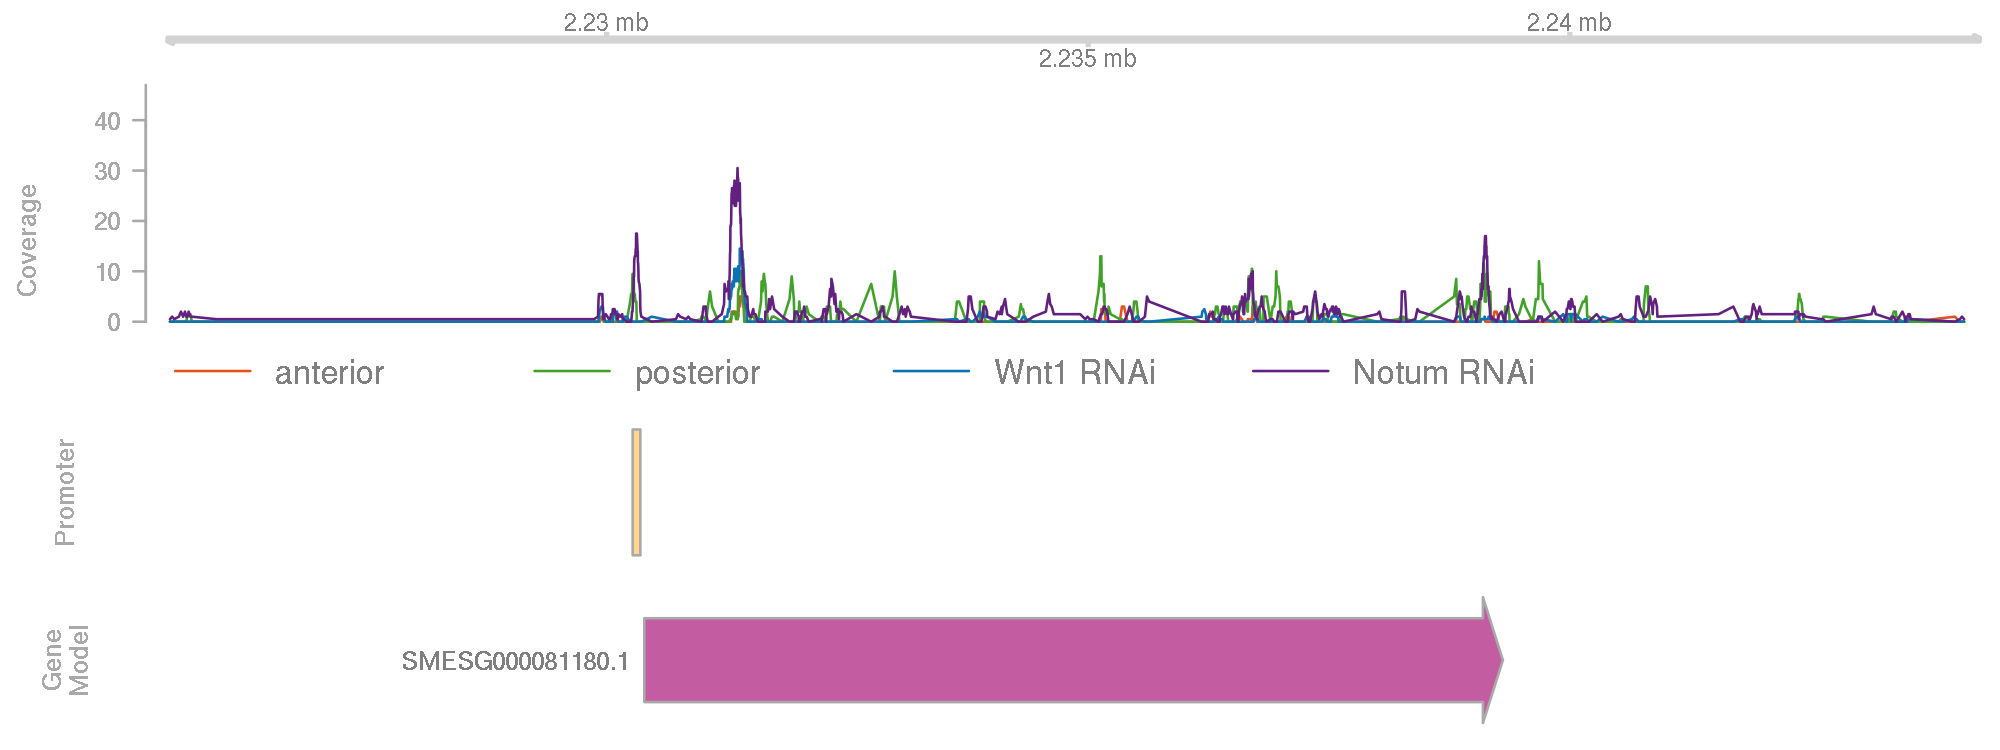 2.23 mb
2.24 mb
2.235 mb
Coverage
40
30
20
10
0
anterior
posterior
Wnt1 RNAi
Notum RNAi
Promoter
Gene
Model
SMESG000081180.1